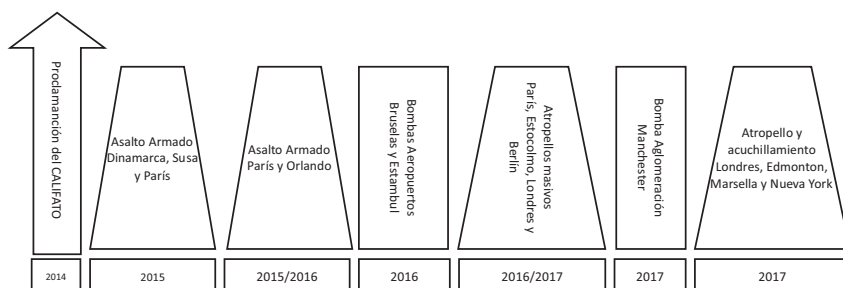 Proclamanción del CALIFATO
Asalto Armado
Dinamarca, Susa
y París
Asalto Armado
París y Orlando
Bombas Aeropuertos
Bruselas y Estambul
Atropellos masivos
París, Estocolmo, Londres y
Berlín
Bomba Aglomeración
Manchester
Atropello y
acuchillamiento
Londres, Edmonton,
Marsella y Nueva York
2014
2015
2015/2016
2016
2016/2017
2017
2017